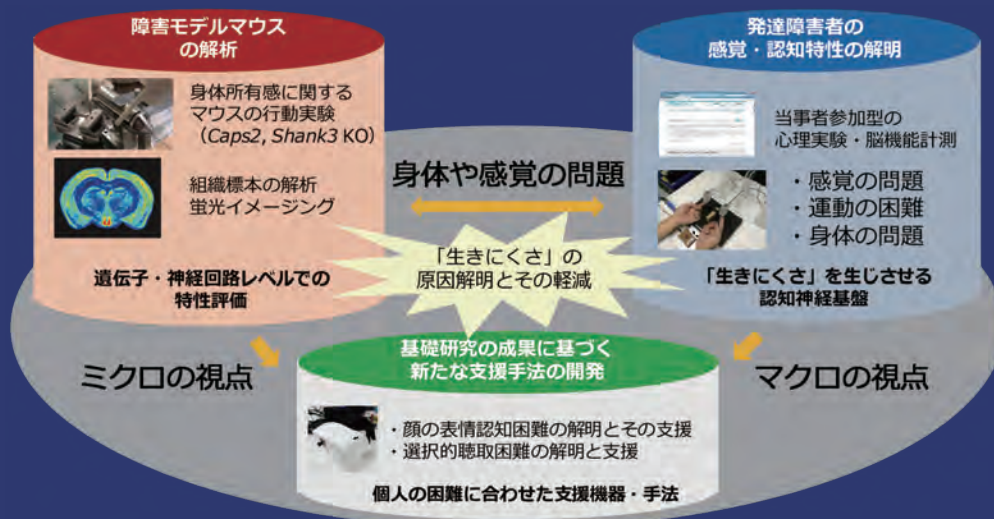 障害モデルマウス
の解析
身体所有感に関する
マウスの行動実験
（Caps2, Shank3 KO）
組織標本の解析
蛍光イメージング
遺伝子・神経回路レベルでの
特性評価
発達障害者の
感覚・認知特性の解明
当事者参加型の
心理実験・脳機能計測
・感覚の問題
・運動の困難
・身体の問題
「生きにくさ」を生じさせる
認知神経基盤
身体や感覚の問題
「生きにくさ」の
原因解明とその軽減
ミクロの視点
マクロの視点
基礎研究の成果に基づく
新たな支援手法の開発
・顔の表情認知困難の解明とその支援
・選択的聴取困難の解明と支援
個人の困難に合わせた支援機器・手法